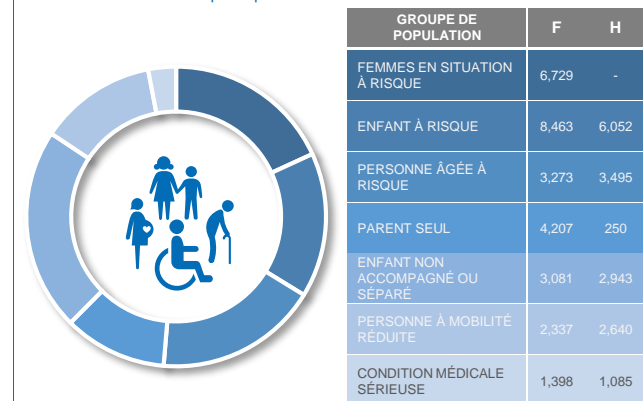 GROUPE DE
POPULATION
F
H
FEMMES EN SITUATION
À RISQUE
6,729
-
ENFANT À RISQUE
8,463
6,052
PERSONNE ÂGÉE À
RISQUE
3,273
3,495
PARENT SEUL
4,207
250
ENFANT NON
ACCOMPAGNÉ OU
SÉPARÉ
3,081
2,943
PERSONNE À MOBILITÉ
RÉDUITE
2,337
2,640
CONDITION MÉDICALE
SÉRIEUSE
1,398
1,085